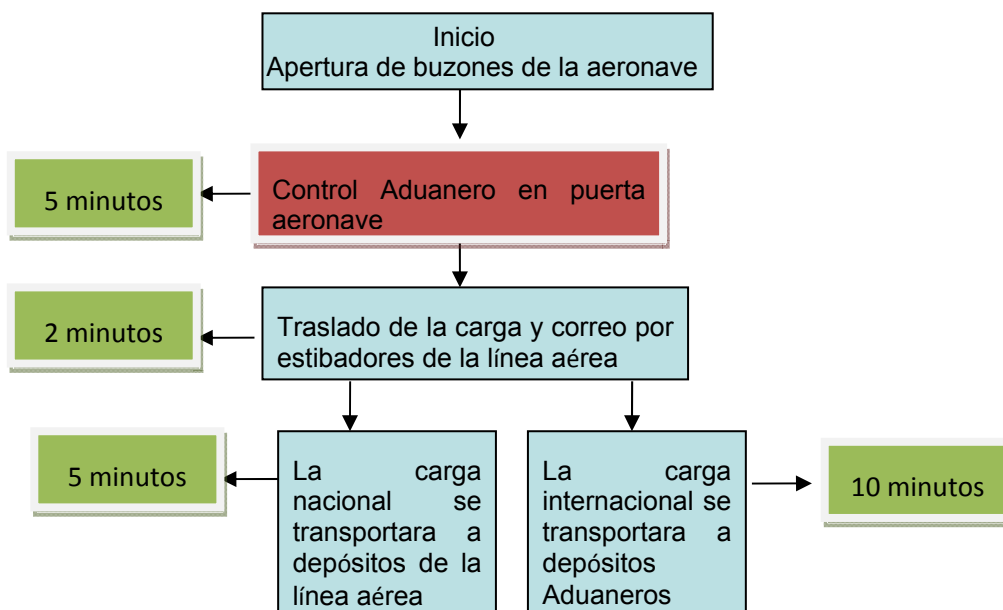 Inicio
Apertura de buzones de la aeronave
5 minutos
Control Aduanero en puerta
aeronave
2 minutos
Traslado de la carga y correo por
estibadores de la línea aérea
5 minutos
La carga
nacional se
transportara a
depósitos de la
línea aérea
La carga
internacional se
transportara a
depósitos
Aduaneros
10 minutos